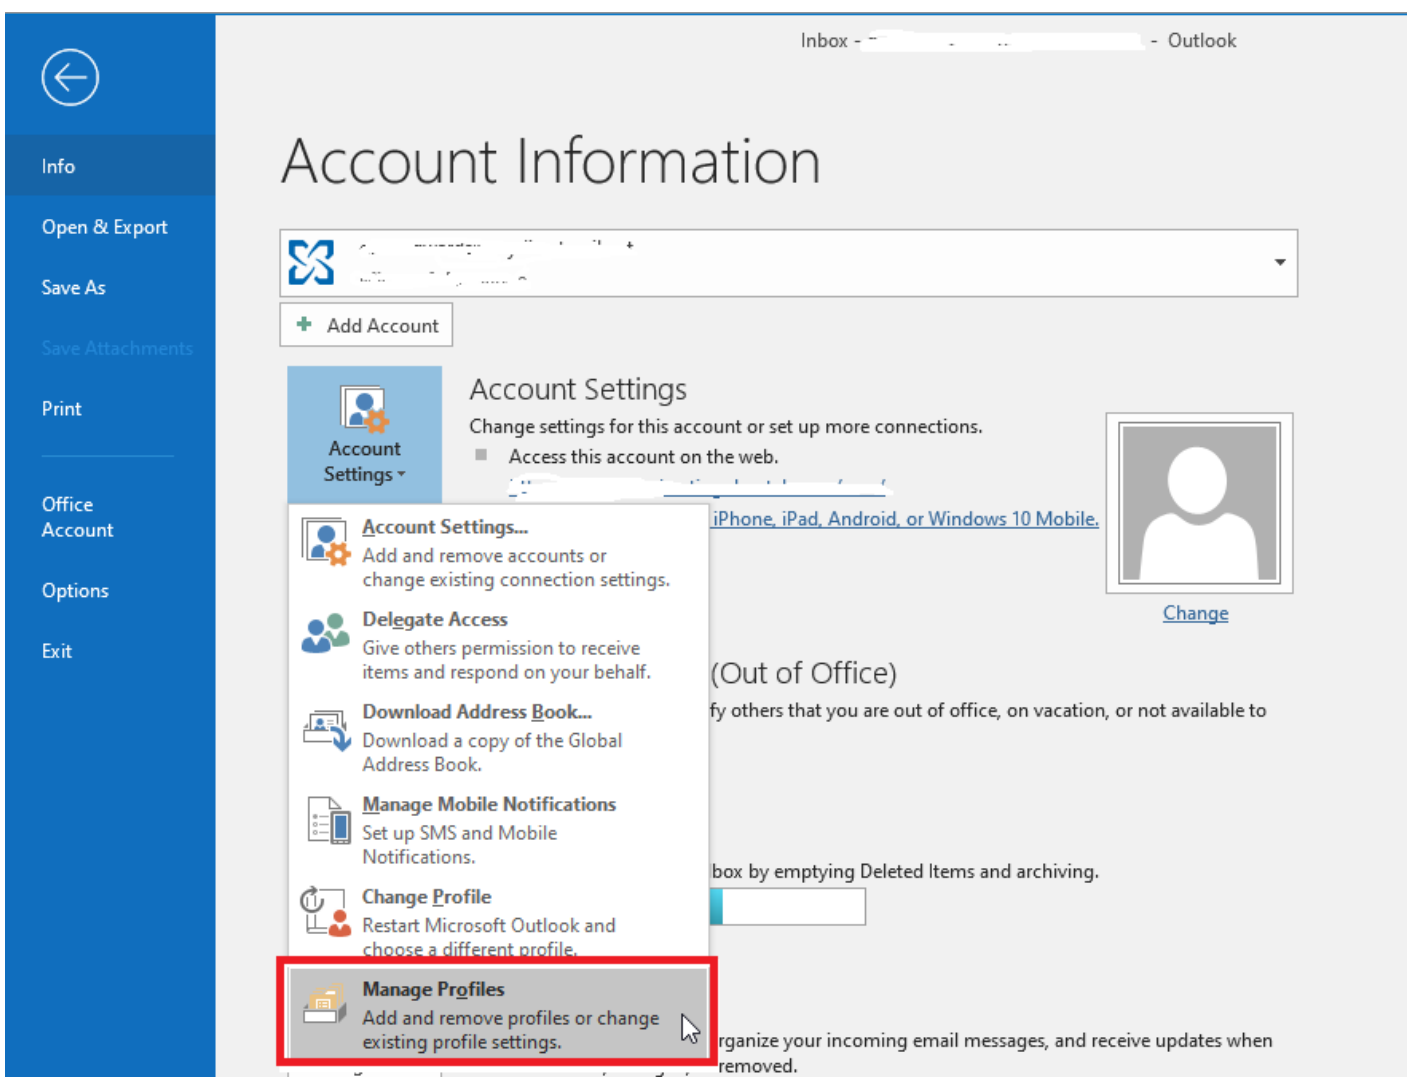 Inbox -
- Outlook
Info
Open & Export
Save As
Save Attachments
Print
Office
Account
Options
Exit
Account Information
Add Account
Account
Settings
Account Settings
Change settings for this account or set up more connections.
Access this account on the web.
iPhone, iPad, Android, or Windows 10 Mobile.
Change
Account Settings...
Add and remove accounts or
change existing connection settings.
Delegate Access
Give others permission to receive
items and respond on your behalf.
Download Address Book...
Download a copy of the Global
Address Book.
Manage Mobile Notifications
Set up SMS and Mobile
Notifications.
Change Profile
Restart Microsoft Outlook and
choose a different profile.
Manage Profiles
Add and remove profiles or change
existing profile settings.
(Out of Office)
fy others that you are out of office, on vacation, or not available to
box by emptying Deleted Items and archiving.
rganize your incoming email messages, and receive updates when
removed.